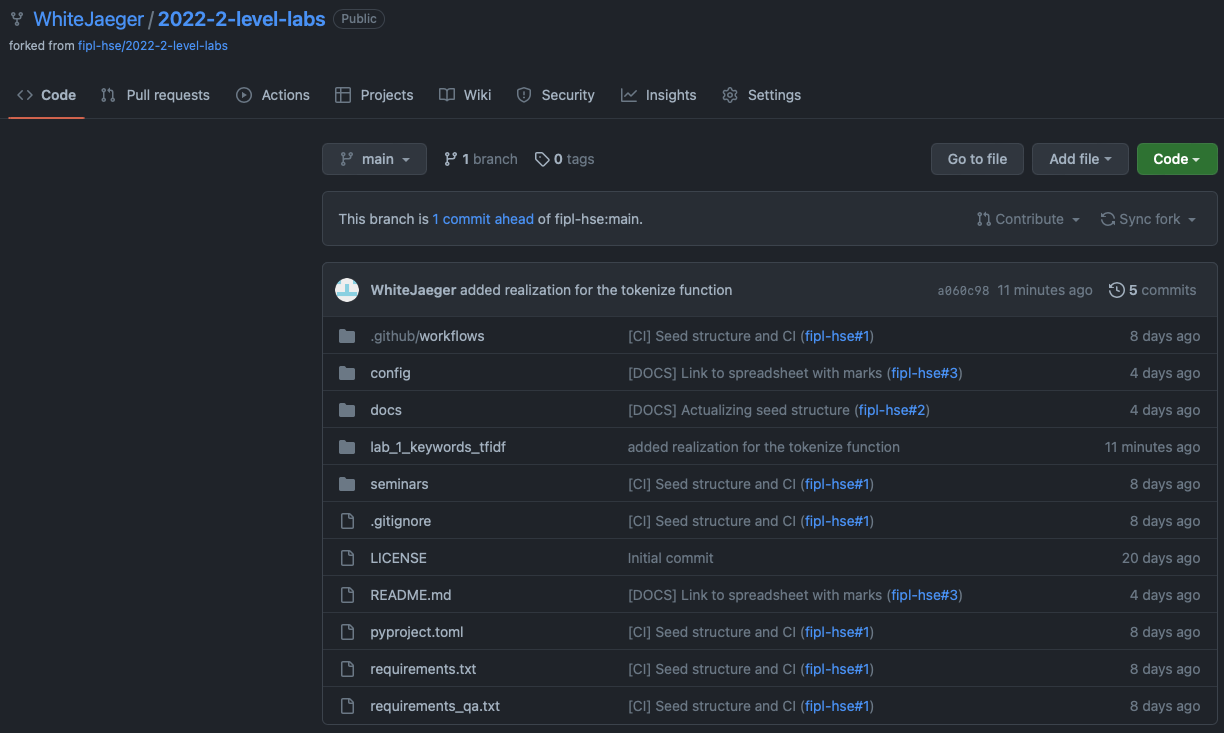 WhiteJaeger / 2022-2-level-labs Public
forked from fipl-hse/2022-2-level-labs
Code Pull requests Actions Projects Wiki Security Insights Settings
main 1 branch 0 tags Go to file Add file Code
This branch is 1 commit ahead of fipl-hse:main. Contribute Sync fork
WhiteJaeger added realization for the tokenize function a060c98 11 minutes ago 5 commits
.github/workflows [CI] Seed structure and CI (fipl-hse#1) 8 days ago
config [DOCS] Link to spreadsheet with marks (fipl-hse#3) 4 days ago
docs [DOCS] Actualizing seed structure (fipl-hse#2) 4 days ago
lab_1_keywords_tfidf added realization for the tokenize function 11 minutes ago
seminars [CI] Seed structure and CI (fipl-hse#1) 8 days ago
.gitignore [CI] Seed structure and CI (fipl-hse#1) 8 days ago
LICENSE Initial commit 20 days ago
README.md [DOCS] Link to spreadsheet with marks (fipl-hse#3) 4 days ago
pyproject.toml [CI] Seed structure and CI (fipl-hse#1) 8 days ago
requirements.txt [CI] Seed structure and CI (fipl-hse#1) 8 days ago
requirements_qa.txt [CI] Seed structure and CI (fipl-hse#1) 8 days ago